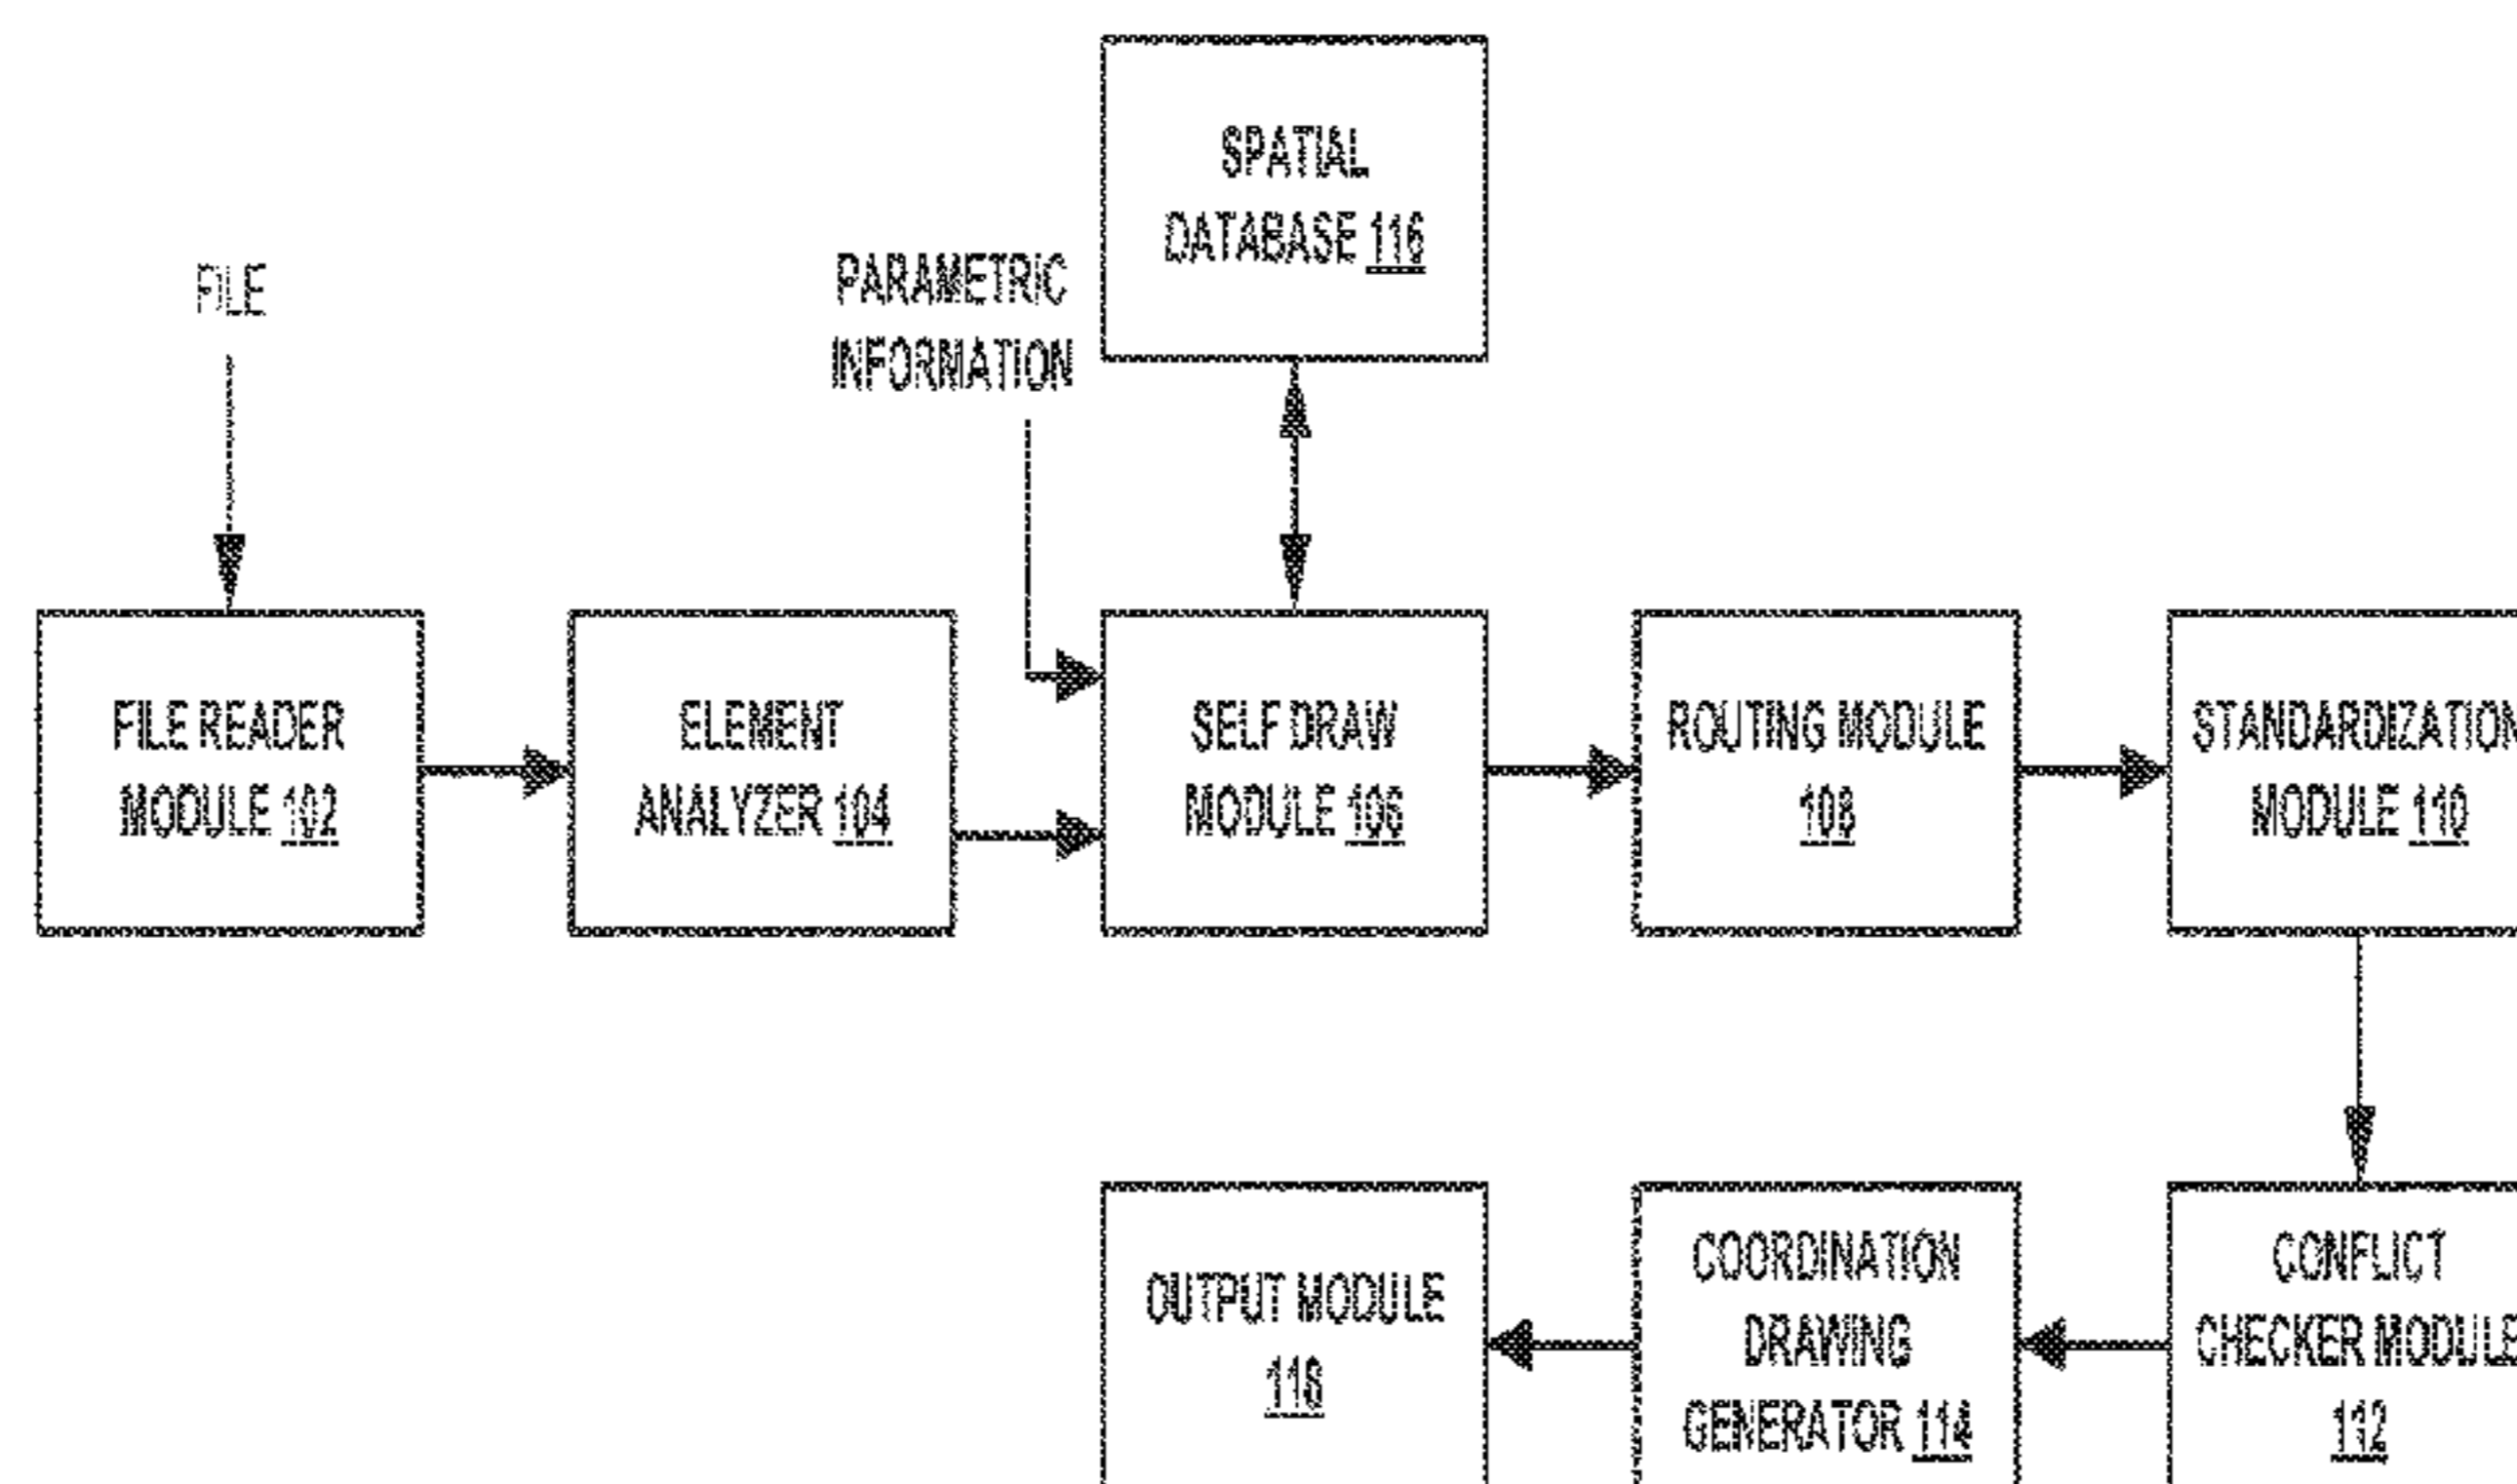 SPATIAL
DATABASE 116
FILE
PARAMETRIC
INFORMATION
FILE READER
MODULE 102
ELEMENT
ANALYZER 104
SELF DRAW
MODULE 106
ROUTING MODULE
108
STANDARDIZATION
MODULE 110
OUTPUT MODULE
118
COORDINATION
DRAWING
GENERATOR 114
CONFLICT
CHECKER MODULE
112